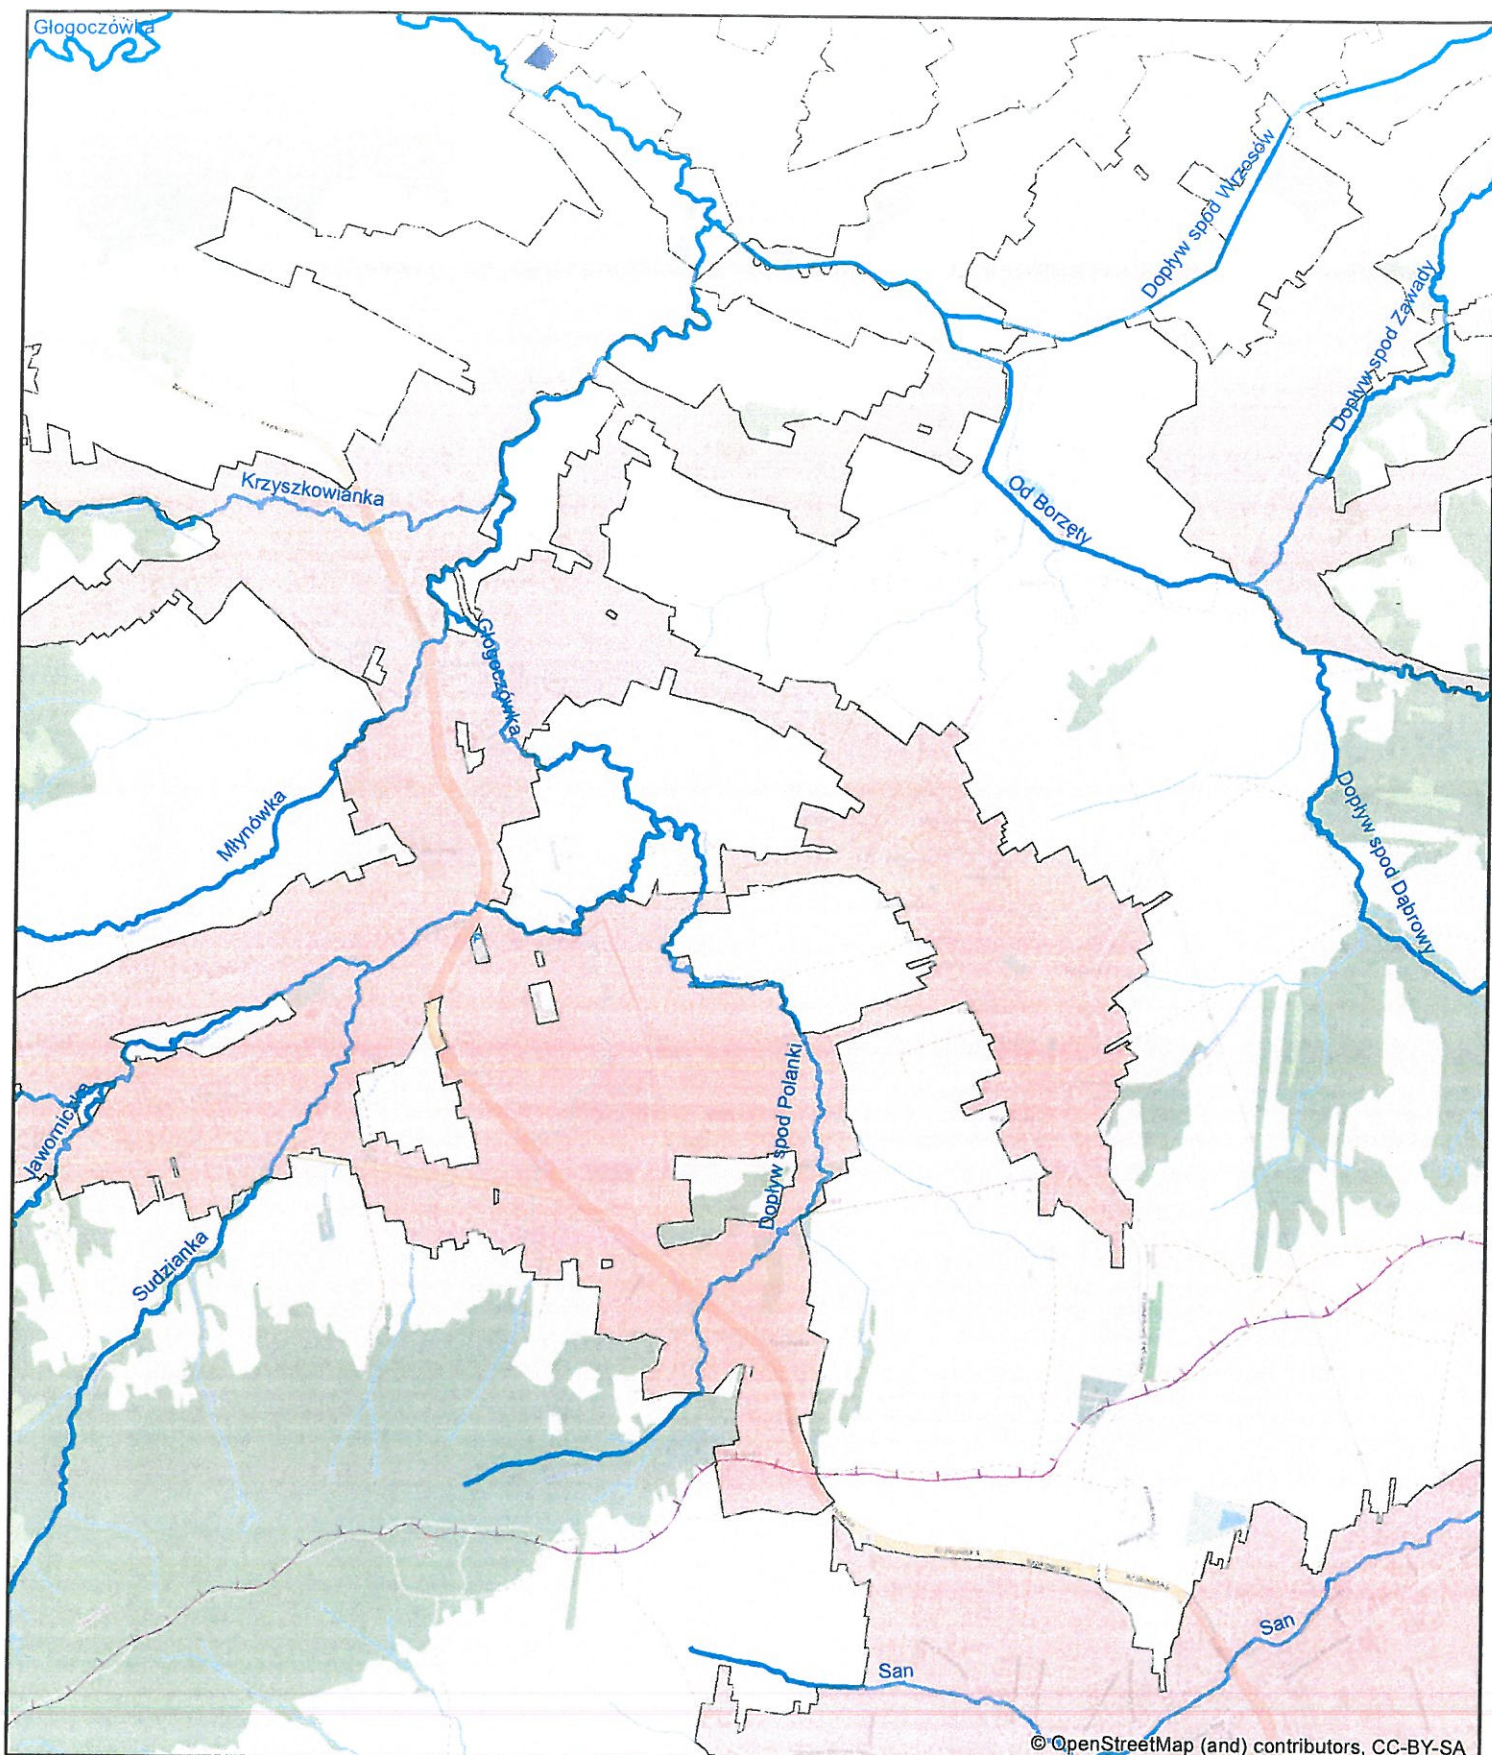 Głogoczówka
Dopływ spod Wrzosów
Dopływ spod Zawady
Krzyszkowianka
Od Borzęty
Głogoczówka
Młynówka
Dopływ spod Dąbrowy
Jaworniczka
Dopływ spod Polanki
Sudzianka
San
San
© OpenStreetMap (and) contributors, CC-BY-SA